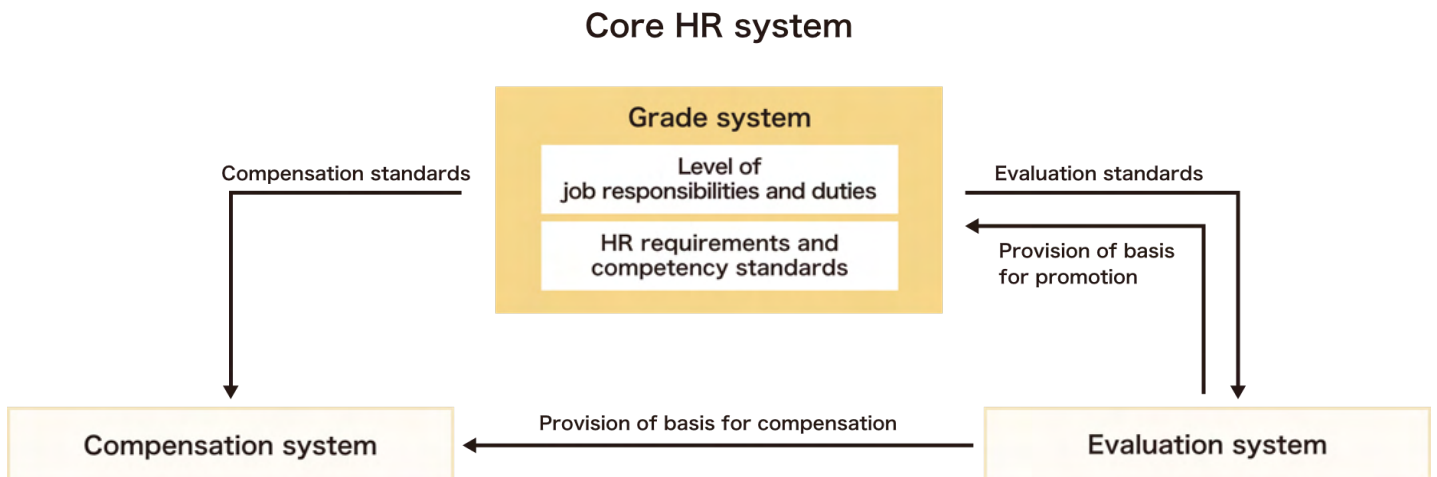 Core HR system
Grade system
Level of
job responsibilities and duties
HR requirements and
competency standards
Compensation standards
Evaluation standards
Provision of basis
for promotion
Provision of basis for compensation
Compensation system
Evaluation system